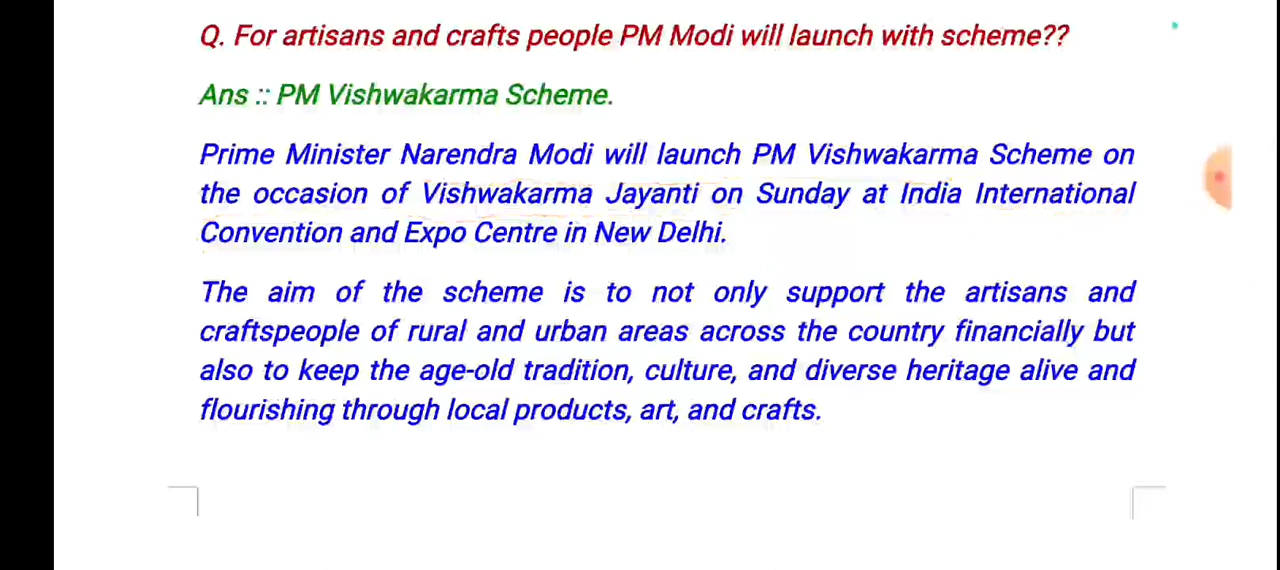 Q. For artisans and crafts people PM Modi will launch with scheme??
Ans :: PM Vishwakarma Scheme.
Prime Minister Narendra Modi will launch PM Vishwakarma Scheme on
the occasion of Vishwakarma Jayanti on Sunday at India International
Convention and Expo Centre in New Delhi.
The aim of the scheme is to not only support the artisans and
craftspeople of rural and urban areas across the country financially but
also to keep the age-old tradition, culture, and diverse heritage alive and
flourishing through local products, art, and crafts.